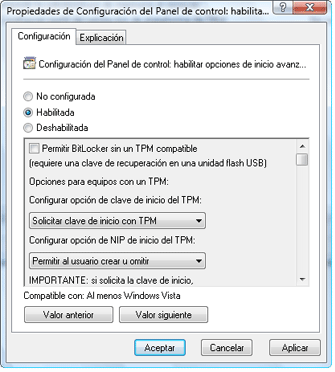 Propiedades de Configuración del Panel de control: habilita...
Configuración
Explicación
Configuración del Panel de control: habilitar opciones de inicio avanz...
No configurada
Habilitada
Deshabilitada
Permitir BitLocker sin un TPM compatible
(requiere una clave de recuperación en una unidad flash USB)
Opciones para equipos con un TPM:
Configurar opción de clave de inicio del TPM:
Solicitar clave de inicio con TPM
Configurar opción de NIP de inicio del TPM:
Permitir al usuario crear u omitir
IMPORTANTE: si solicita la clave de inicio,
Compatible con: Al menos Windows Vista
Valor anterior
Valor siguiente
Aceptar
Cancelar
Aplicar